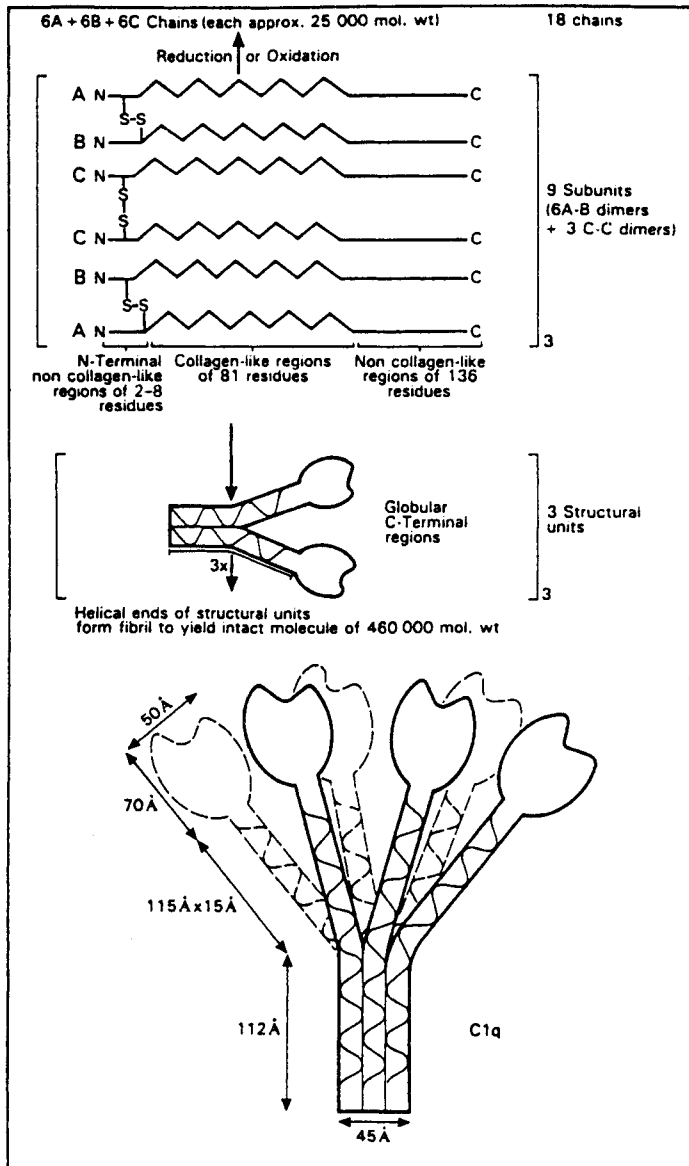 6A + 6B + 6C Chains (each approx. 25 000 mol. wt) 18 chains
Reduction or Oxidation
A N C
S-S
B N C
C N C
S
S
C N C
B N C
S-S
A N C
9 Subunits
(6A-B dimers
+ 3 C-C dimers)
3
N-Terminal
non collagen-like
regions of 2-8
residues
Collagen-like regions
of 81 residues
Non collagen-like
regions of 136
residues
Globular
C-Terminal
regions
3 Structural
units
3x
3
Helical ends of structural units
form fibril to yield intact molecule of 460 000 mol. wt
50Å
70Å
115Åx15Å
112Å
C1q
45Å